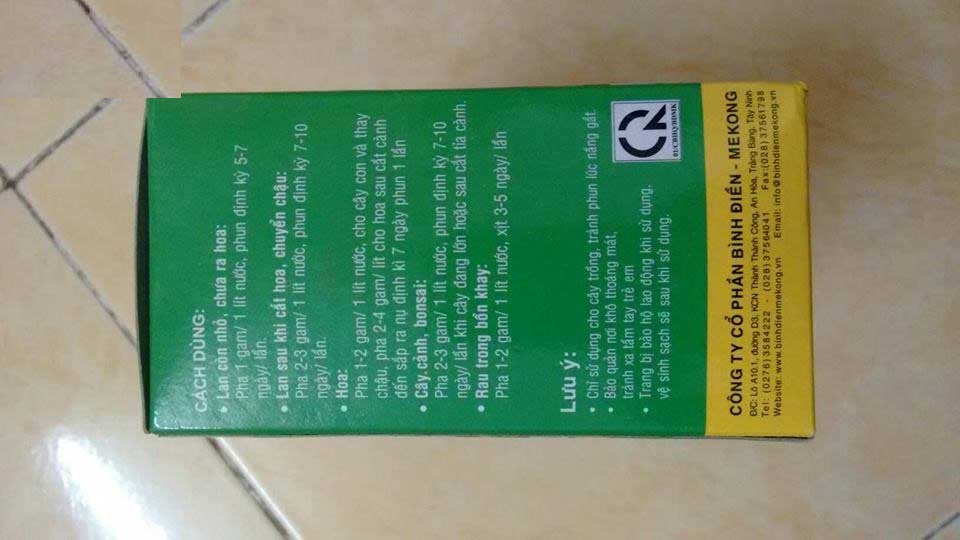 CÁCH DÙNG:
• Lan còn nhỏ, chưa ra hoa:
Pha 1 gam/ 1 lít nước, phun định kỳ 5-7
ngày/ lần.
• Lan sau khi cắt hoa, chuyển chậu:
Pha 2-3 gam/ 1 lít nước, phun định kỳ 7-10
ngày/ lần.
• Hoa:
Pha 1-2 gam/ 1 lít nước, cho cây con và thay
chậu, pha 2-4 gam/ lít cho hoa sau cắt cành
đến sắp ra nụ định kì 7 ngày phun 1 lần
• Cây cảnh, bonsai:
Pha 2-3 gam/ 1 lít nước, phun định kỳ 7-10
ngày/ lần khi cây đang lớn hoặc sau cắt tỉa cành.
• Rau trong bồn khay:
Pha 1-2 gam/ 1 lít nước, xịt 3-5 ngày/ lần
Lưu ý:
• Chỉ sử dụng cho cây trồng, tránh phun lúc nắng gắt.
• Bảo quản nơi khô thoáng mát,
tránh xa tầm tay trẻ em
• Trang bị bảo hộ lao động khi sử dụng,
vệ sinh sạch sẽ sau khi sử dụng.
CR
CÔNG TY CỔ PHẦN BÌNH ĐIỀN - MEKONG
Đ/C: Lô A10.1, đường D3, KCN Thành Thành Công, An Hòa, Trảng Bàng, Tây Ninh
Tel: (0276)3584222 - (028)37564041 Fax:(028)37561798
Website: www.binhdienmekong.vn Email: info@binhdienmekong.vn